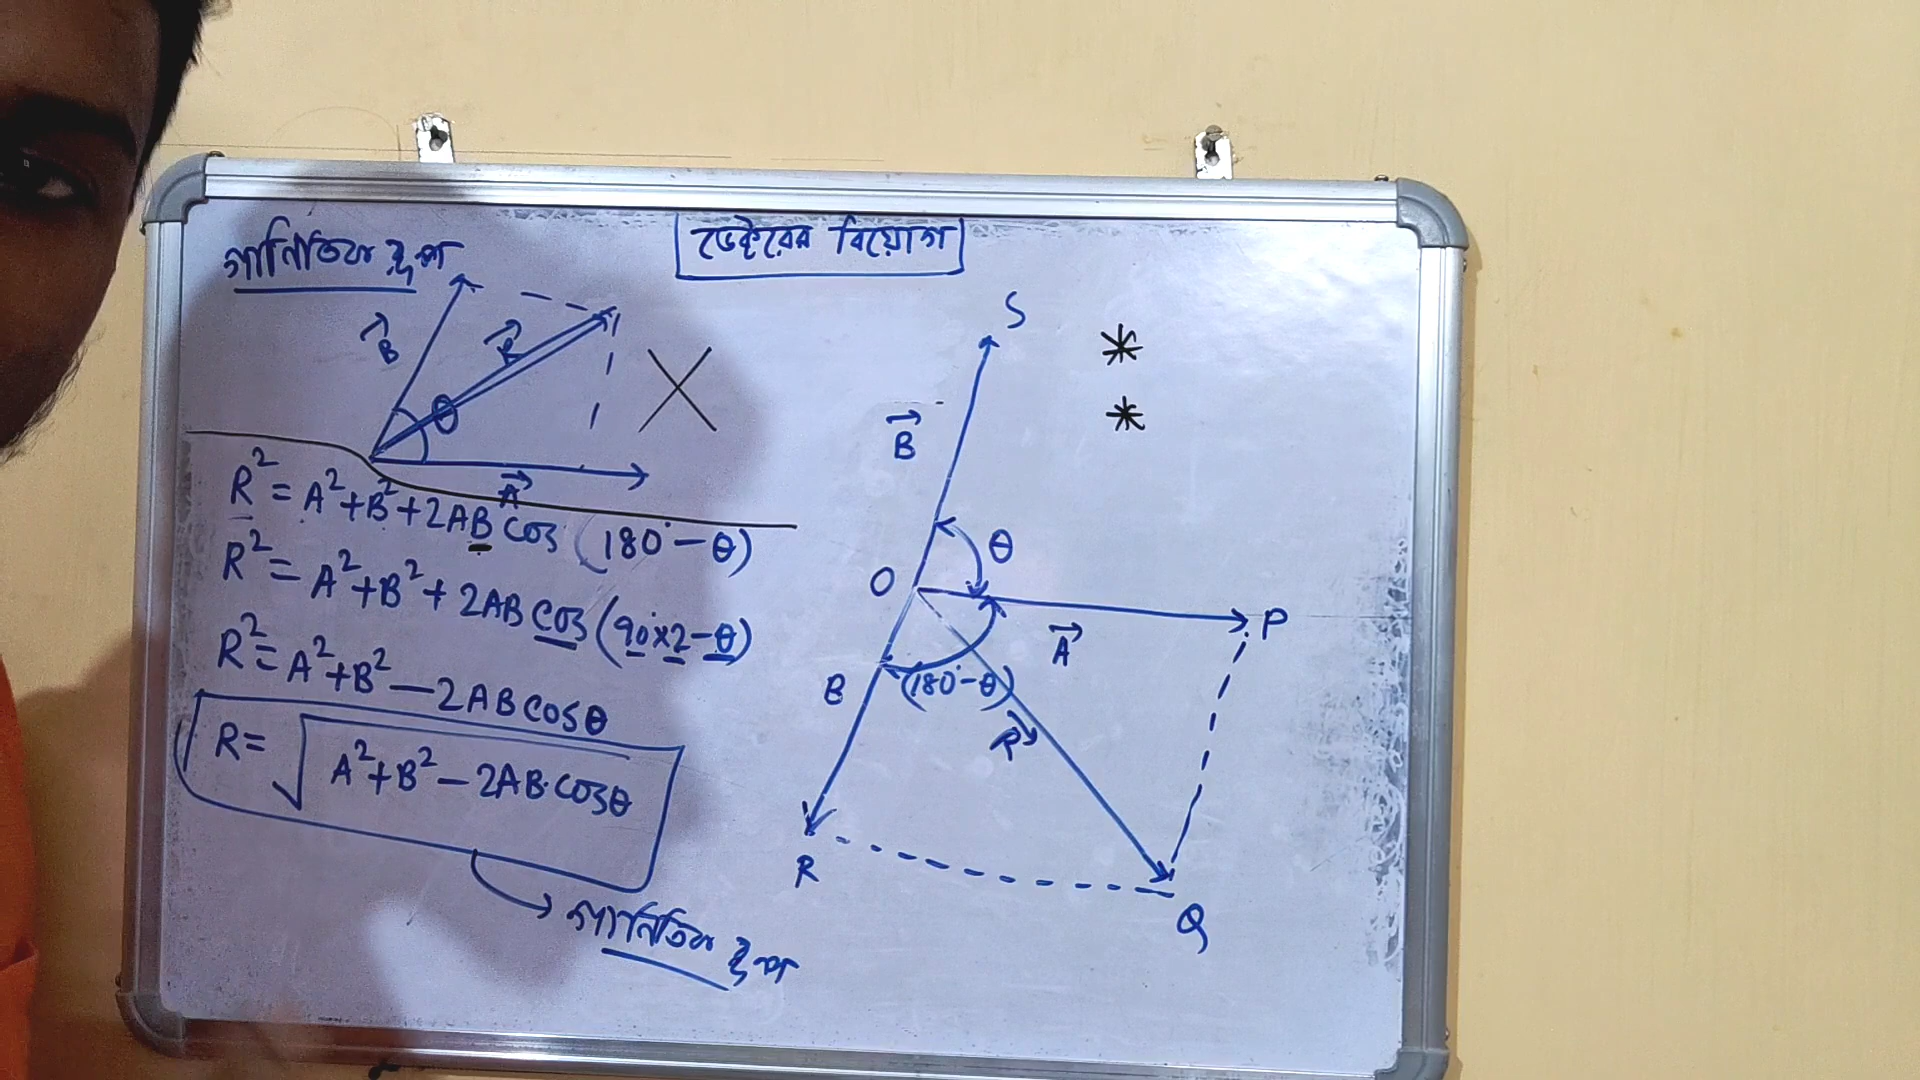 ভেক্টরের বিয়োগ
গানিতিক রূপ
B
R
θ
A
R² = A²+B²+2AB Cos (180°-θ)
R² = A²+B²+2AB Cos (90°×2-θ)
R² = A²+B²-2AB Cosθ
R= √A²+B²-2AB·Cosθ
গানিতিক রূপ
S
*
*
B
θ
O
P
A
B
(180°-θ)
R
R
Q